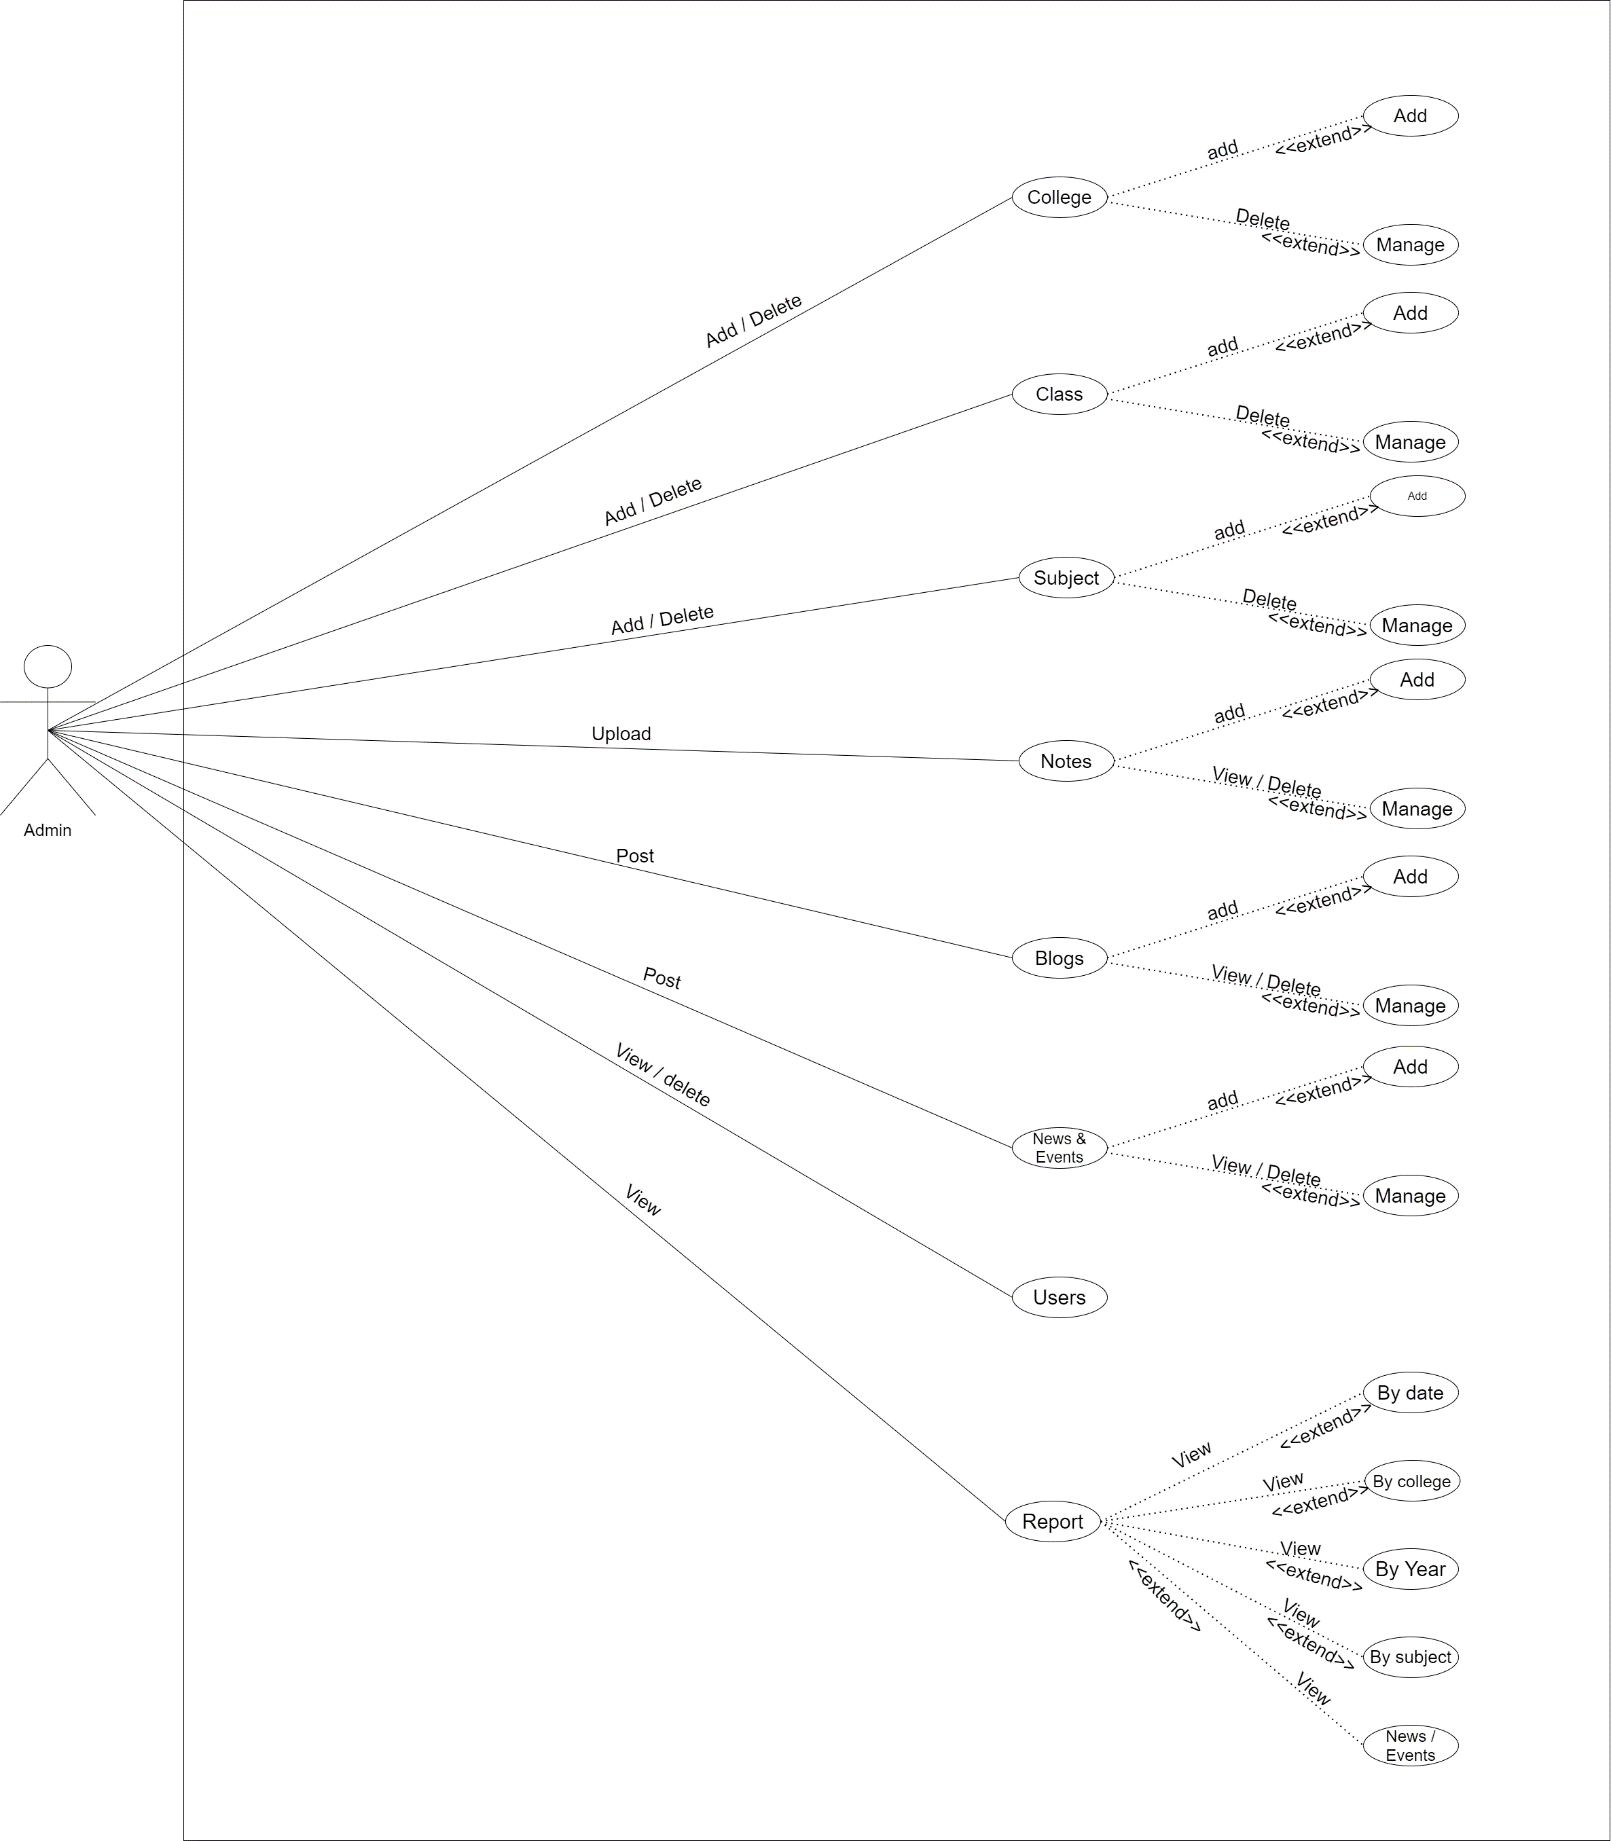 Add
add
<<extend>>
College
Delete
<<extend>>
Manage
Add / Delete
Add
add
<<extend>>
Class
Delete
<<extend>>
Manage
Add / Delete
Add
add
<<extend>>
Subject
Delete
<<extend>>
Manage
Add / Delete
Add
add
<<extend>>
Upload
Notes
View / Delete
<<extend>>
Manage
Admin
Post
Add
add
<<extend>>
Blogs
View / Delete
<<extend>>
Manage
Post
Add
add
<<extend>>
View / delete
News &
Events
View / Delete
<<extend>>
Manage
View
Users
By date
<<extend>>
View
By college
View
<<extend>>
Report
View
By Year
<<extend>>
<<extend>>
View
<<extend>>
By subject
View
News /
Events